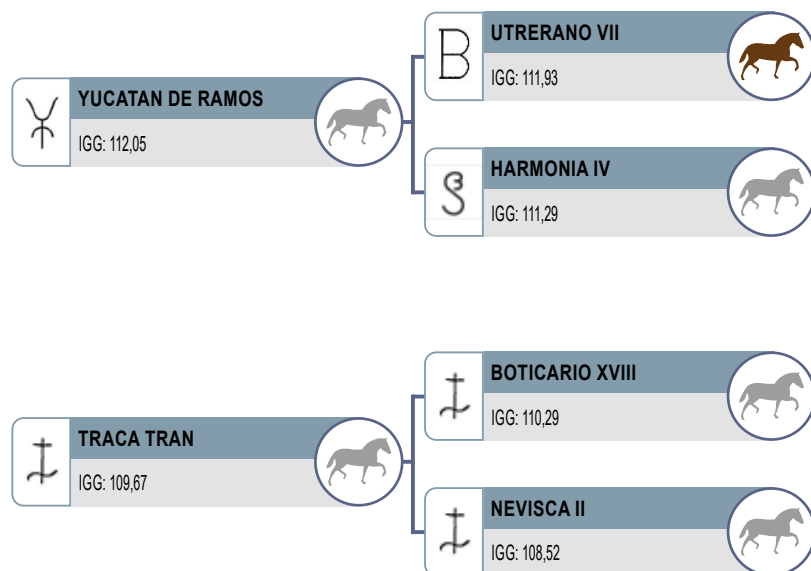 UTRERANO VII
IGG: 111,93
YUCATAN DE RAMOS
IGG: 112,05
HARMONIA IV
IGG: 111,29
BOTICARIO XVIII
IGG: 110,29
TRACA TRAN
IGG: 109,67
NEVISCA II
IGG: 108,52